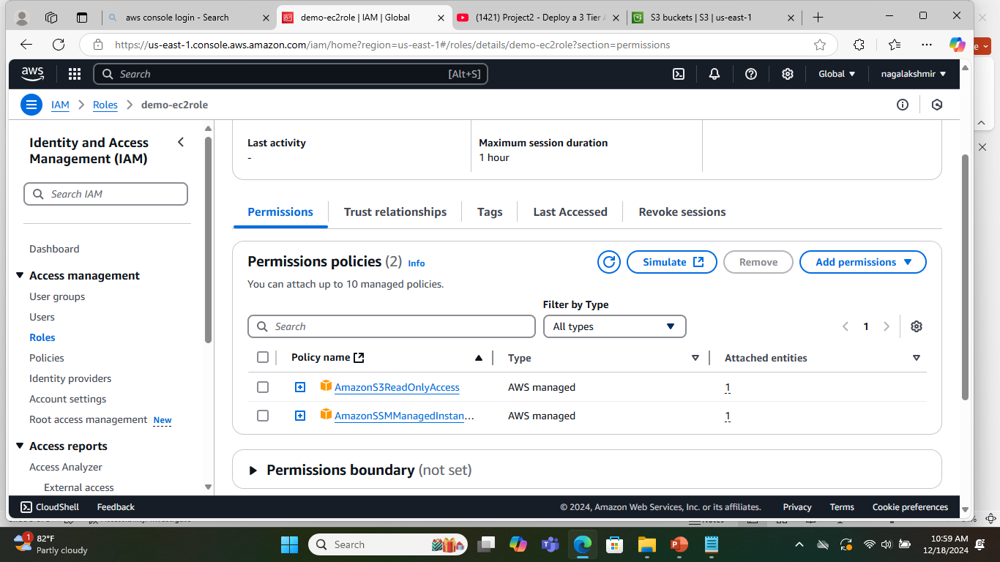 aws console login - Search
demo-ec2role | IAM | Global
(1421) Project2 - Deploy a 3 Tier
S3 buckets | S3 | us-east-1
https://us-east-1.console.aws.amazon.com/iam/home?region=us-east-1#/roles/details/demo-ec2role?section=permissions
aws
Search
[Alt+S]
Global
nagalakshmir
IAM
Roles
demo-ec2role
Identity and Access
Management (IAM)
Search IAM
Dashboard
Access management
User groups
Users
Roles
Policies
Identity providers
Account settings
Root access management New
Access reports
Access Analyzer
External access
Last activity
-
Maximum session duration
1 hour
Permissions
Trust relationships
Tags
Last Accessed
Revoke sessions
Permissions policies (2) Info
Simulate
Remove
Add permissions
You can attach up to 10 managed policies.
Filter by Type
Search
All types
1
Policy name
Type
Attached entities
AmazonS3ReadOnlyAccess
AWS managed
1
AmazonSSMManagedInstan...
AWS managed
1
Permissions boundary (not set)
CloudShell
Feedback
© 2024, Amazon Web Services, Inc. or its affiliates.
Privacy
Terms
Cookie preferences
1
82°F
Partly cloudy
Search
10:59 AM
12/18/2024